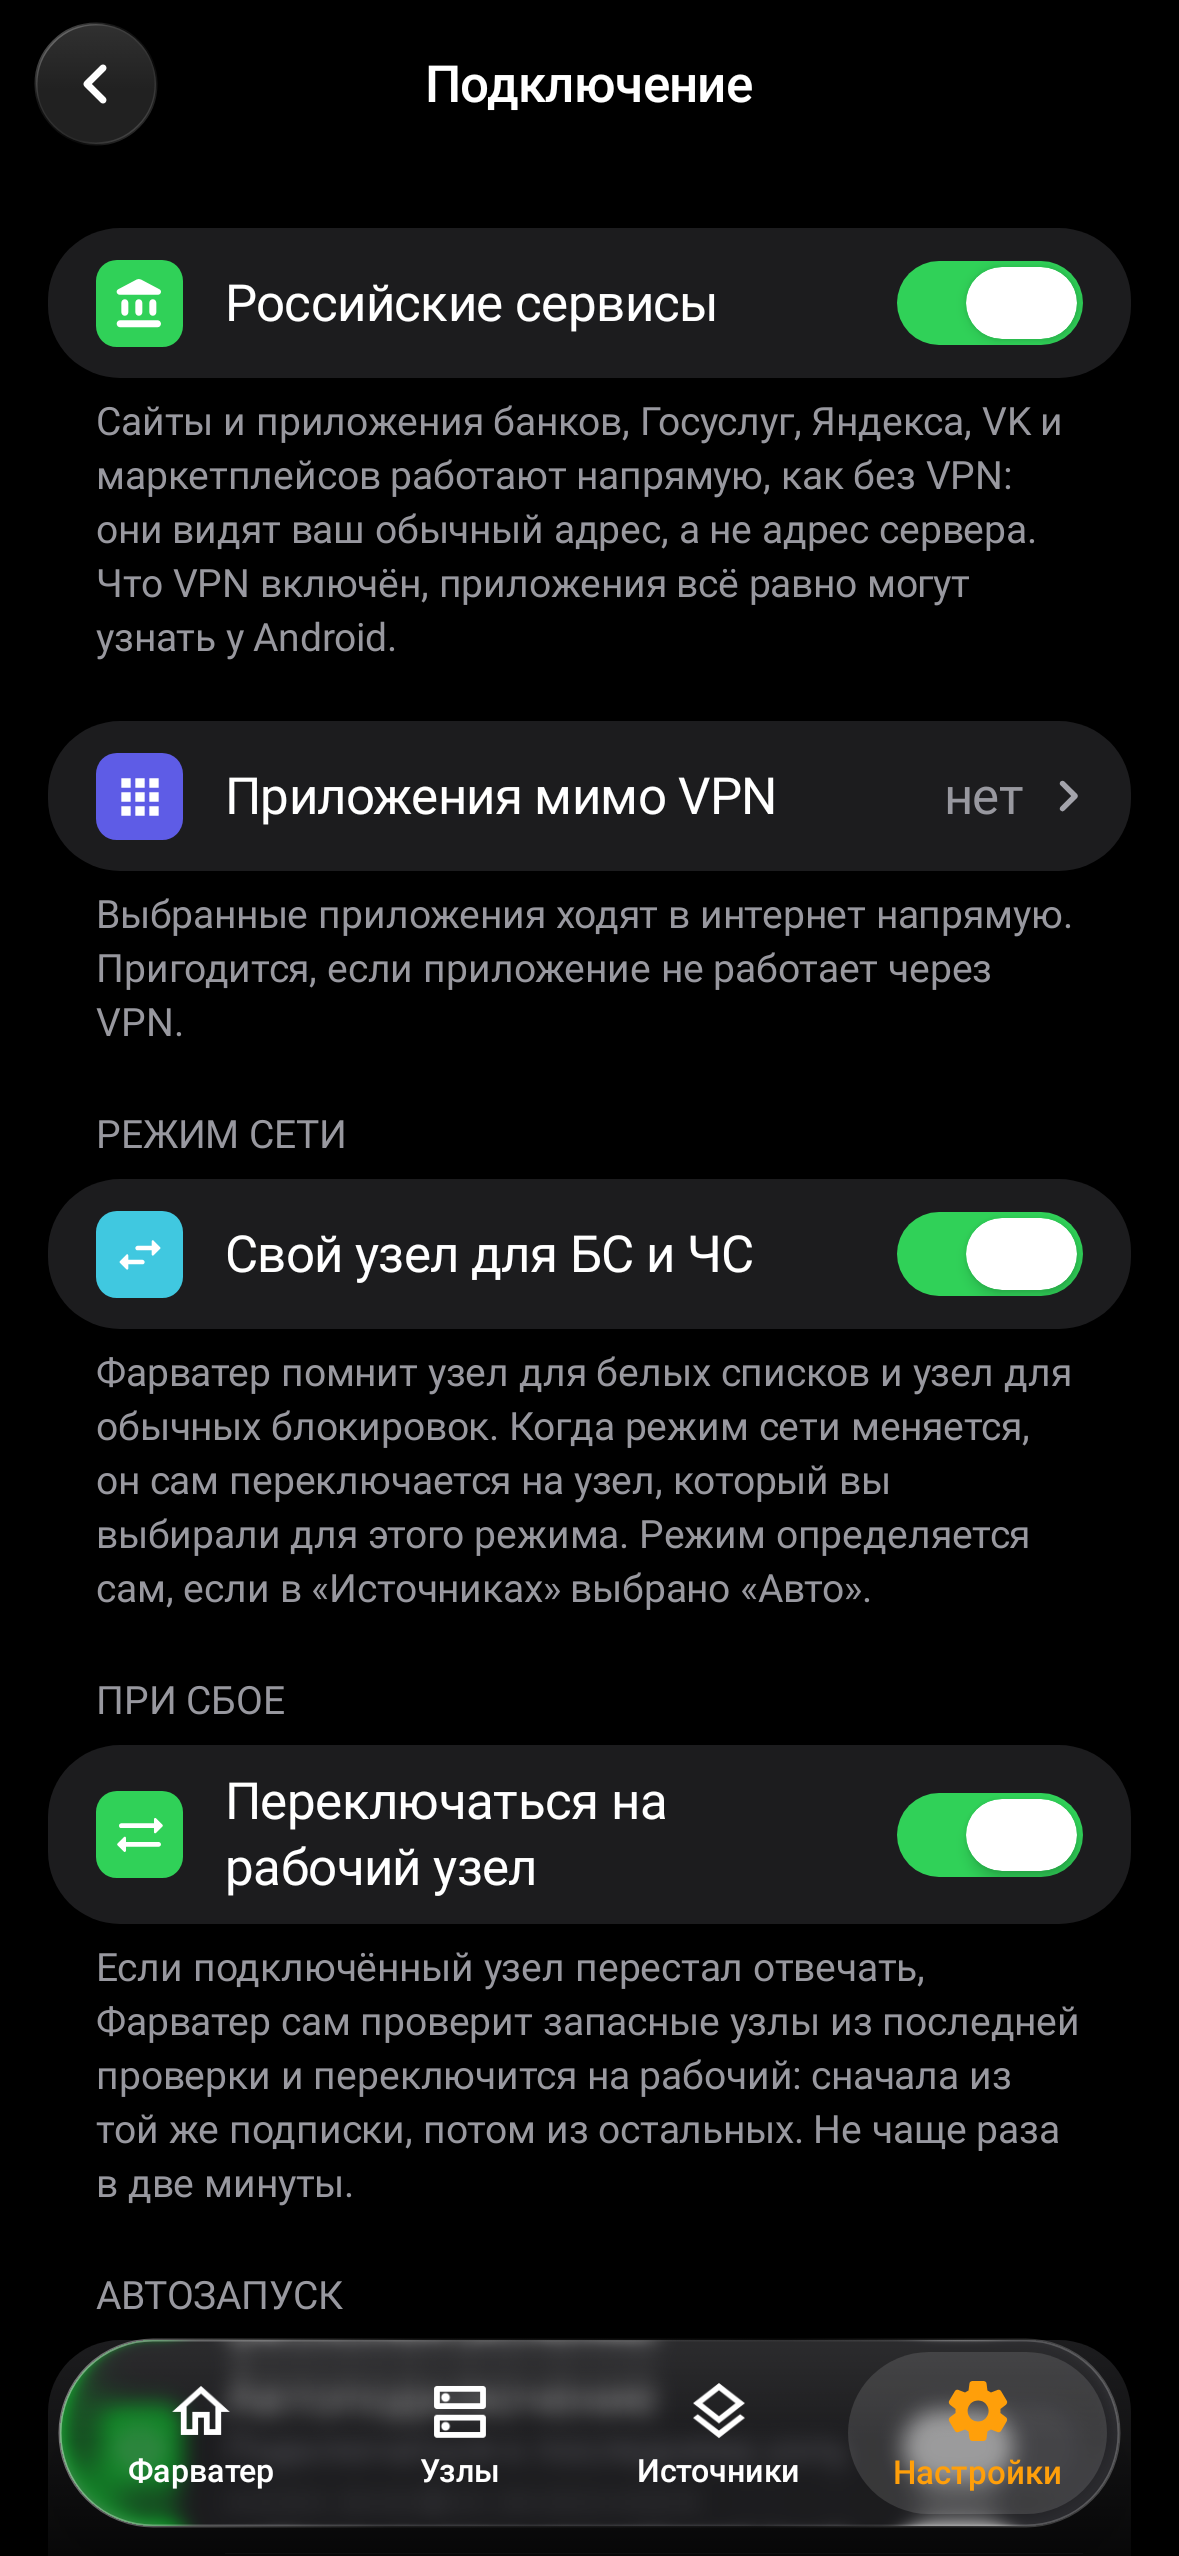 Подключение
Российские сервисы
Сайты и приложения банков, Госуслуг, Яндекса, VK и
маркетплейсов работают напрямую, как без VPN:
они видят ваш обычный адрес, а не адрес сервера.
Что VPN включён, приложения всё равно могут
узнать у Android.
Приложения мимо VPN нет
Выбранные приложения ходят в интернет напрямую.
Пригодится, если приложение не работает через
VPN.
РЕЖИМ СЕТИ
Свой узел для БС и ЧС
Фарватер помнит узел для белых списков и узел для
обычных блокировок. Когда режим сети меняется,
он сам переключается на узел, который вы
выбирали для этого режима. Режим определяется
сам, если в «Источниках» выбрано «Авто».
ПРИ СБОЕ
Переключаться на
рабочий узел
Если подключённый узел перестал отвечать,
Фарватер сам проверит запасные узлы из последней
проверки и переключится на рабочий: сначала из
той же подписки, потом из остальных. Не чаще раза
в две минуты.
АВТОЗАПУСК
Фарватер Узлы Источники Настройки